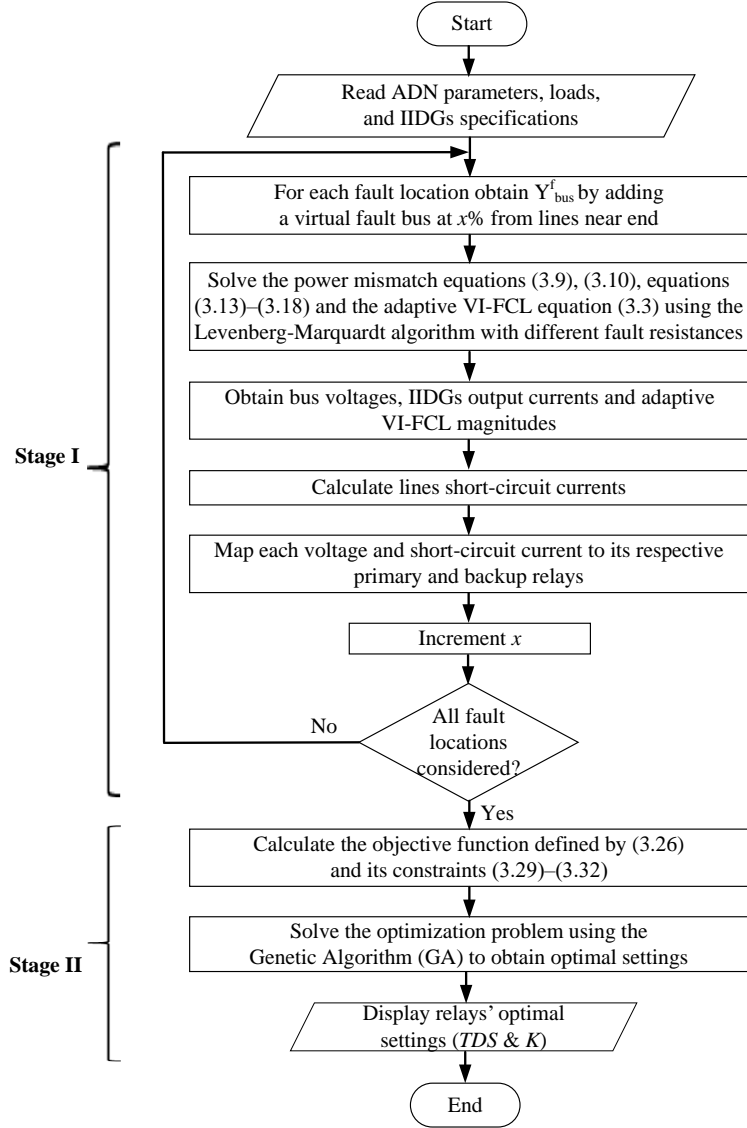 Start
Read ADN parameters, loads,
and IIDGs specifications
For each fault location obtain Y^f_bus by adding
a virtual fault bus at x% from lines near end
Solve the power mismatch equations (3.9), (3.10), equations
(3.13)–(3.18) and the adaptive VI-FCL equation (3.3) using the
Levenberg-Marquardt algorithm with different fault resistances
Obtain bus voltages, IIDGs output currents and adaptive
VI-FCL magnitudes
Stage I
Calculate lines short-circuit currents
Map each voltage and short-circuit current to its respective
primary and backup relays
Increment x
No
All fault
locations
considered?
Yes
Calculate the objective function defined by (3.26)
and its constraints (3.29)–(3.32)
Solve the optimization problem using the
Genetic Algorithm (GA) to obtain optimal settings
Stage II
Display relays’ optimal
settings (TDS & K)
End